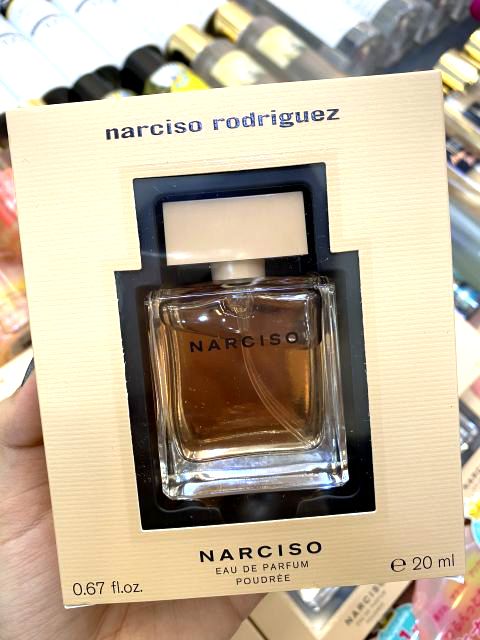 narciso rodriguez
NARCISO
NARCISO
EAU DE PARFUM
POUDRÉE
0.67 fl.oz.
℮ 20 ml